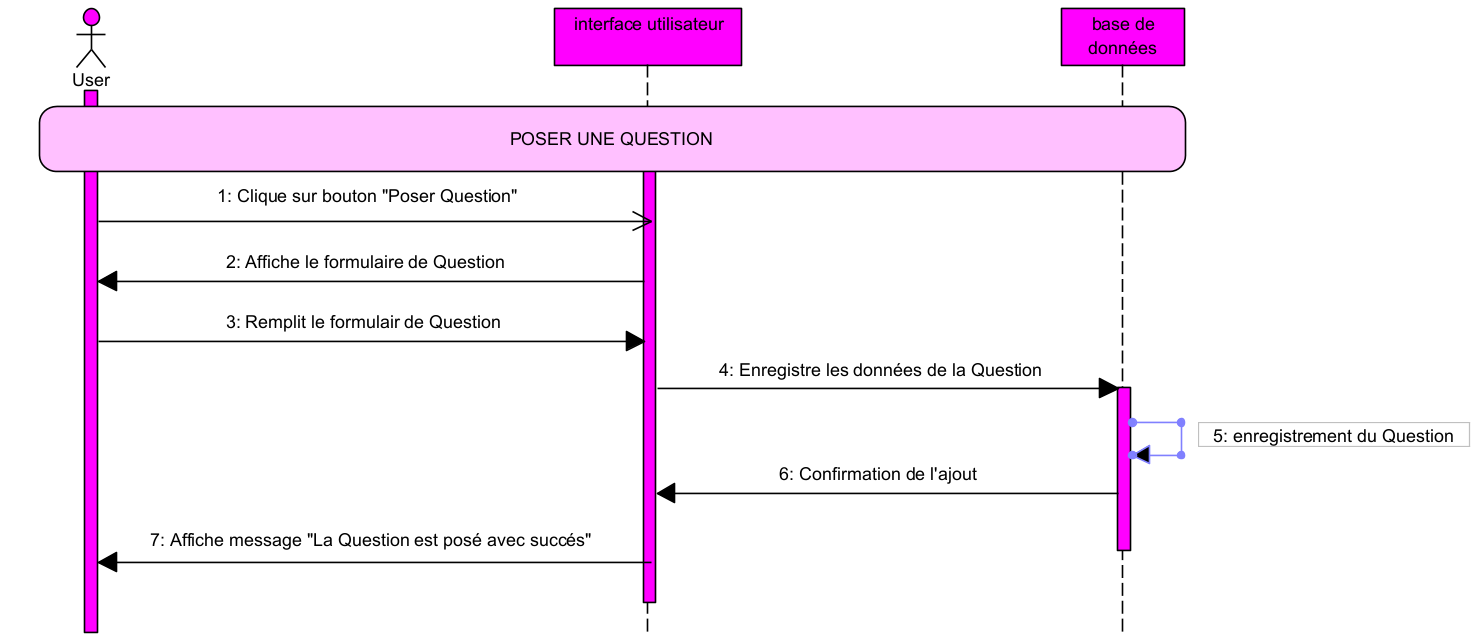 User
interface utilisateur
base de
données
POSER UNE QUESTION
1: Clique sur bouton "Poser Question"
2: Affiche le formulaire de Question
3: Remplit le formulair de Question
4: Enregistre les données de la Question
5: enregistrement du Question
6: Confirmation de l'ajout
7: Affiche message "La Question est posé avec succés"